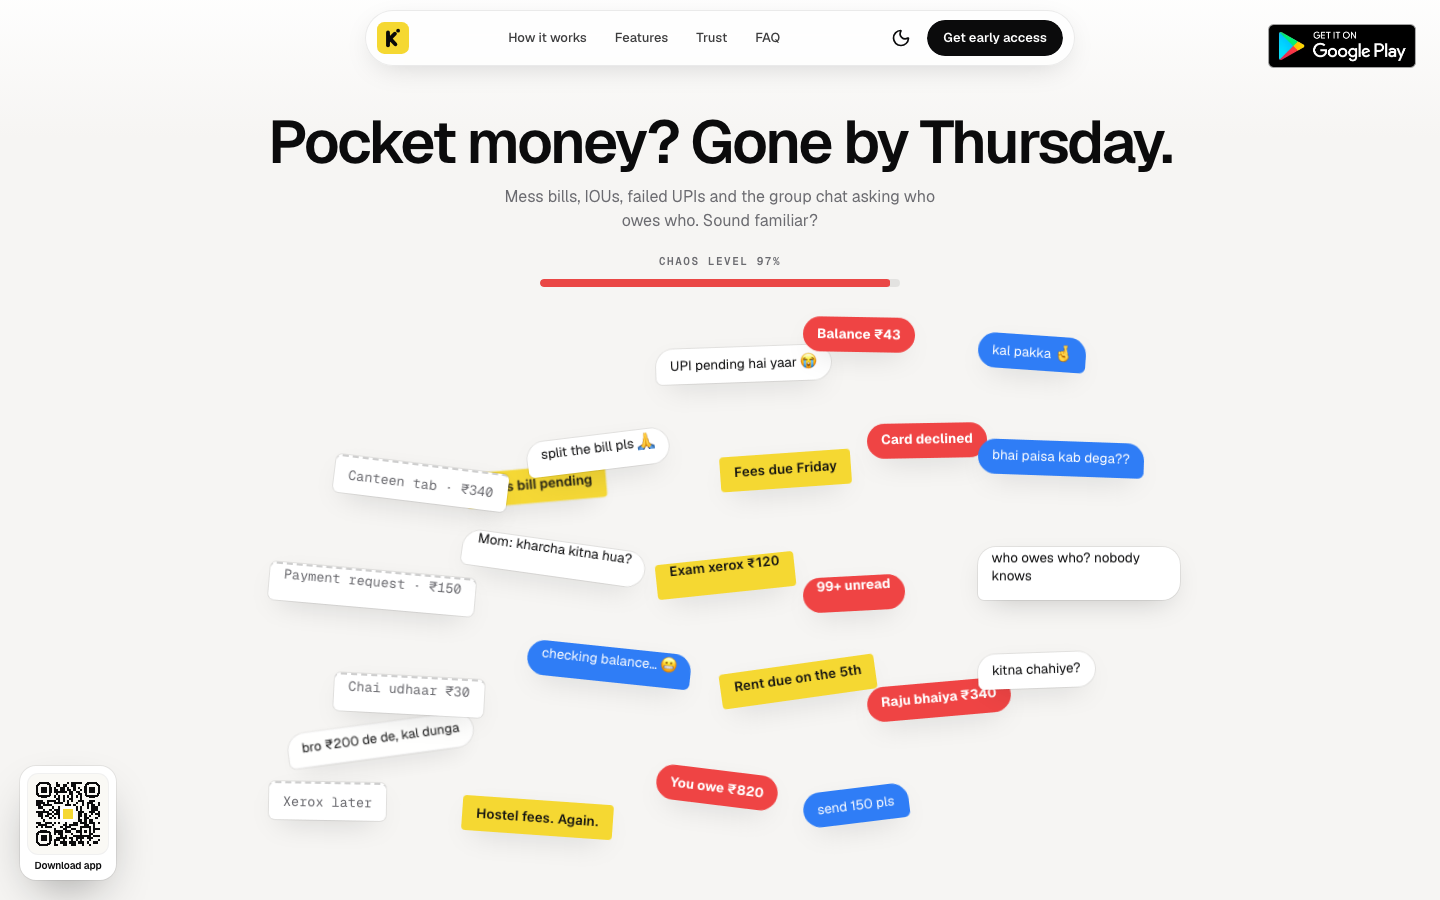 K
How it works
Features
Trust
FAQ
Get early access
GET IT ON
Google Play
Pocket money? Gone by Thursday.
Mess bills, IOUs, failed UPIs and the group chat asking who
owes who. Sound familiar?
CHAOS LEVEL 97%
Balance ₹43
UPI pending hai yaar 😭
kal pakka 🤞
split the bill pls 🙏
Card declined
bhai paisa kab dega??
Fees due Friday
Canteen tab · ₹340
bill pending
Mom: kharcha kitna hua?
Exam xerox ₹120
99+ unread
who owes who? nobody
knows
Payment request · ₹150
checking balance... 😬
Rent due on the 5th
kitna chahiye?
Raju bhaiya ₹340
Chai udhaar ₹30
bro ₹200 de de, kal dunga
Xerox later
Hostel fees. Again.
You owe ₹820
send 150 pls
Download app